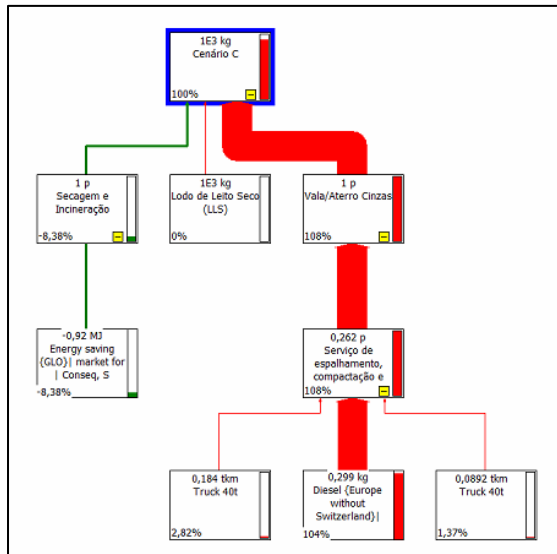 1E3 kg
Cenário C
100%
1 p
Secagem e
Incineração
-8,38%
1E3 kg
Lodo de Leito Seco
(LLS)
0%
1 p
Vala/Aterro Cinzas
108%
-0,92 MJ
Energy saving
{GLO}| market for
| Conseq, S
-8,38%
0,262 p
Serviço de
espalhamento,
compactação e
108%
0,184 tkm
Truck 40t
2,82%
0,299 kg
Diesel {Europe
without
Switzerland}|
104%
0,0892 tkm
Truck 40t
1,37%